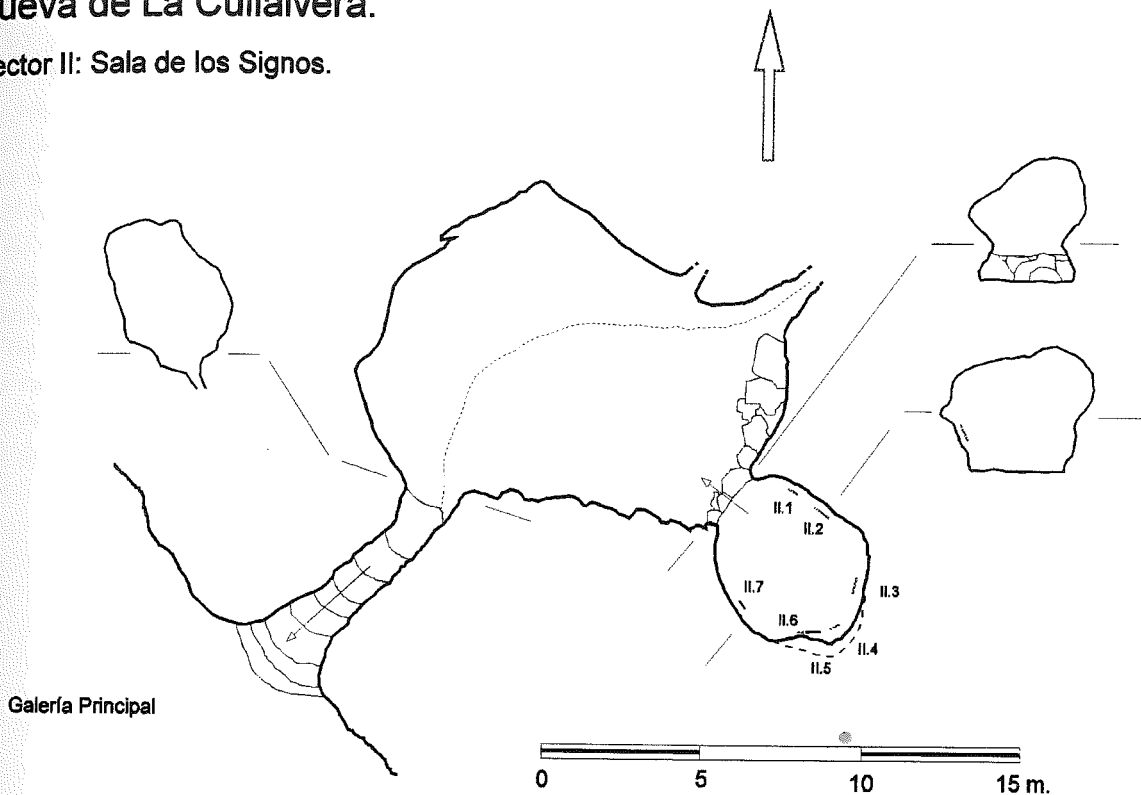 ueva de La Cullalvera.
ector II: Sala de los Signos.
II.1
II.2
II.3
II.7
II.6
II.4
II.5
Galería Principal
0 5 10 15 m.